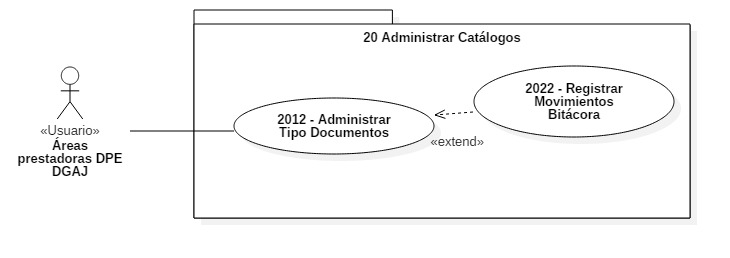 20 Administrar Catálogos
2022 - Registrar
Movimientos
Bitácora
2012 - Administrar
Tipo Documentos
«extend»
«Usuario»
Áreas
prestadoras DPE
DGAJ